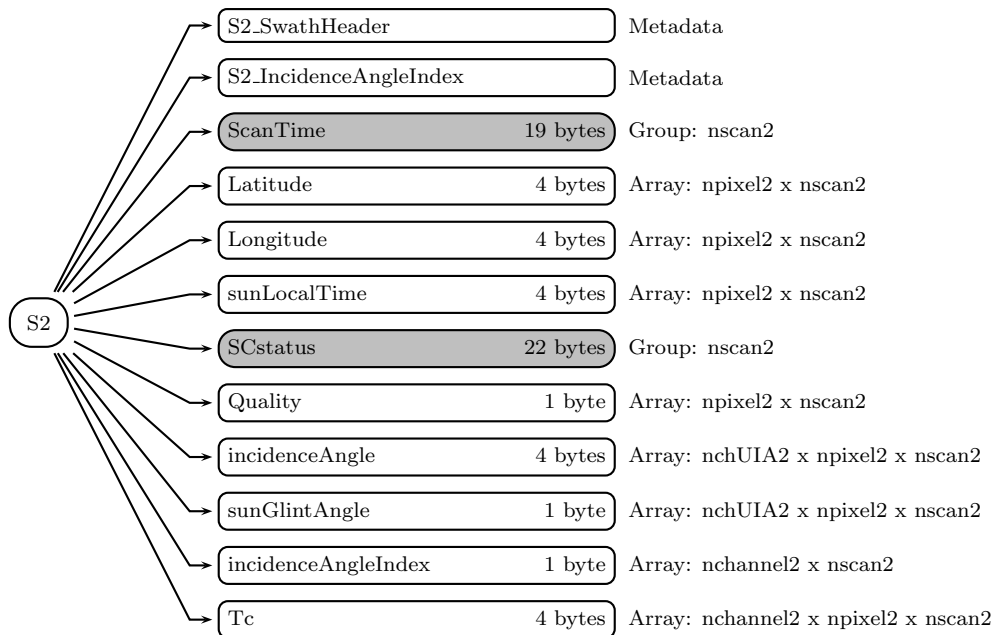 S2_SwathHeader Metadata
S2_IncidenceAngleIndex Metadata
ScanTime 19 bytes Group: nscan2
Latitude 4 bytes Array: npixel2 x nscan2
Longitude 4 bytes Array: npixel2 x nscan2
sunLocalTime 4 bytes Array: npixel2 x nscan2
S2
SCstatus 22 bytes Group: nscan2
Quality 1 byte Array: npixel2 x nscan2
incidenceAngle 4 bytes Array: nchUIA2 x npixel2 x nscan2
sunGlintAngle 1 byte Array: nchUIA2 x npixel2 x nscan2
incidenceAngleIndex 1 byte Array: nchannel2 x nscan2
Tc 4 bytes Array: nchannel2 x npixel2 x nscan2